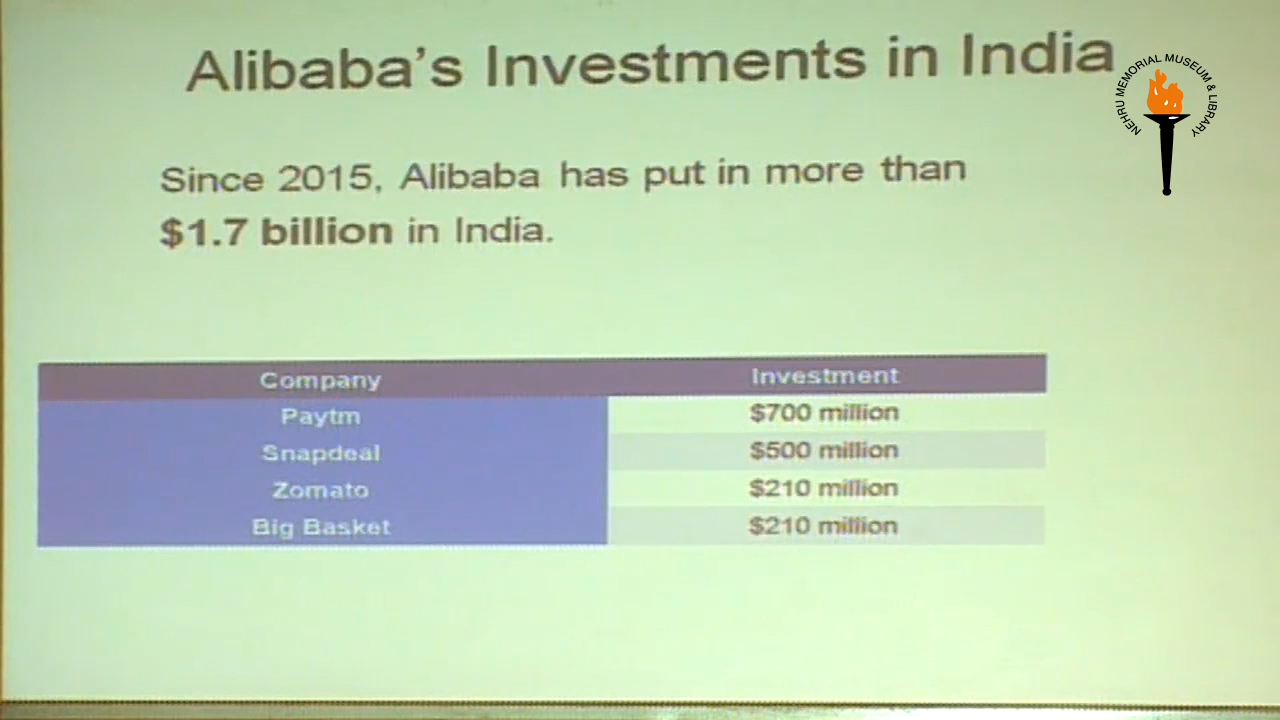 Alibaba's Investments in India
NEHRU MEMORIAL MUSEUM & LIBRARY
Since 2015, Alibaba has put in more than
$1.7 billion in India.
Company Investment
Paytm $700 million
Snapdeal $500 million
Zomato $210 million
Big Basket $210 million